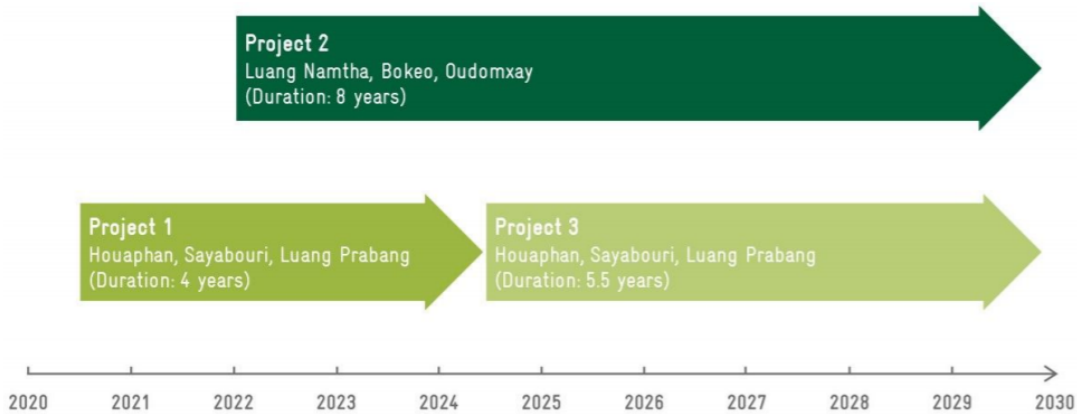 Project 2
Luang Namtha, Bokeo, Oudomxay
(Duration: 8 years)
Project 1
Houaphan, Sayabouri, Luang Prabang
(Duration: 4 years)
Project 3
Houaphan, Sayabouri, Luang Prabang
(Duration: 5.5 years)
2020 2021 2022 2023 2024 2025 2026 2027 2028 2029 2030